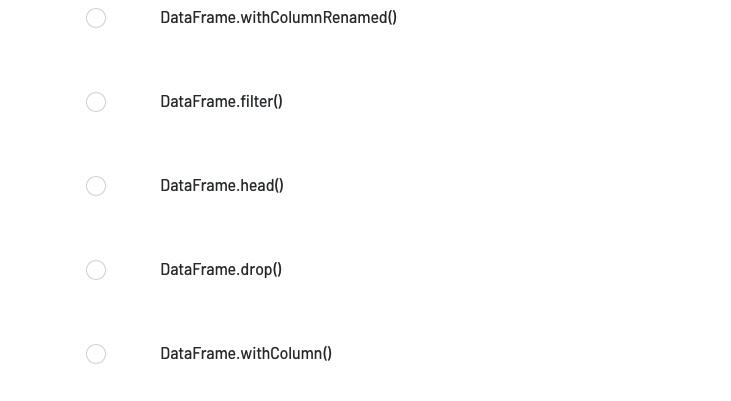 DataFrame.withColumnRenamed()
DataFrame.filter()
DataFrame.head()
DataFrame.drop()
DataFrame.withColumn()